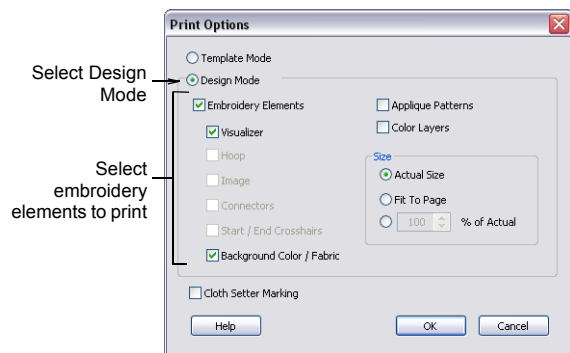 Print Options
Template Mode
Select Design
Mode
Design Mode
Embroidery Elements
Applique Patterns
Visualizer
Color Layers
Select
embroidery
elements to print
Hoop
Image
Connectors
Start / End Crosshairs
Background Color / Fabric
Size
Actual Size
Fit To Page
100 % of Actual
Cloth Setter Marking
Help
OK
Cancel